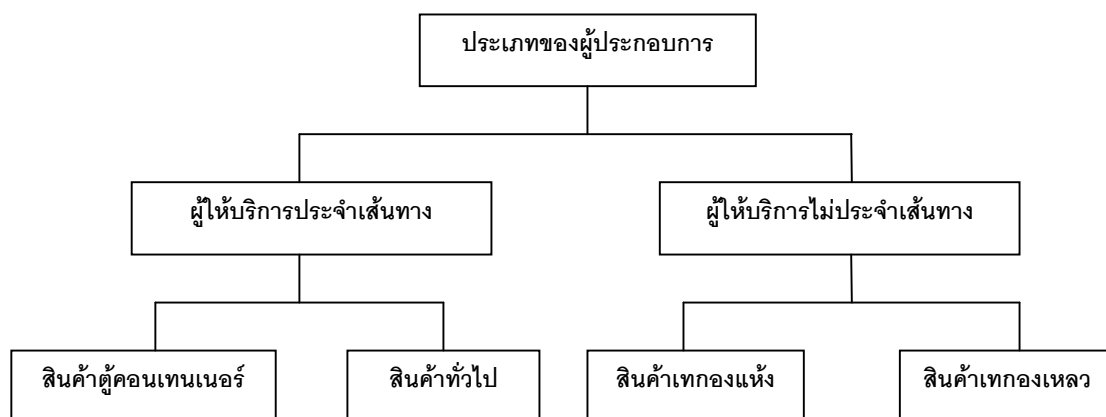 ประเภทของผู้ประกอบการ
ผู้ให้บริการประจำเส้นทาง
ผู้ให้บริการไม่ประจำเส้นทาง
สินค้าตู้คอนเทนเนอร์
สินค้าทั่วไป
สินค้าเทกองแห้ง
สินค้าเทกองเหลว